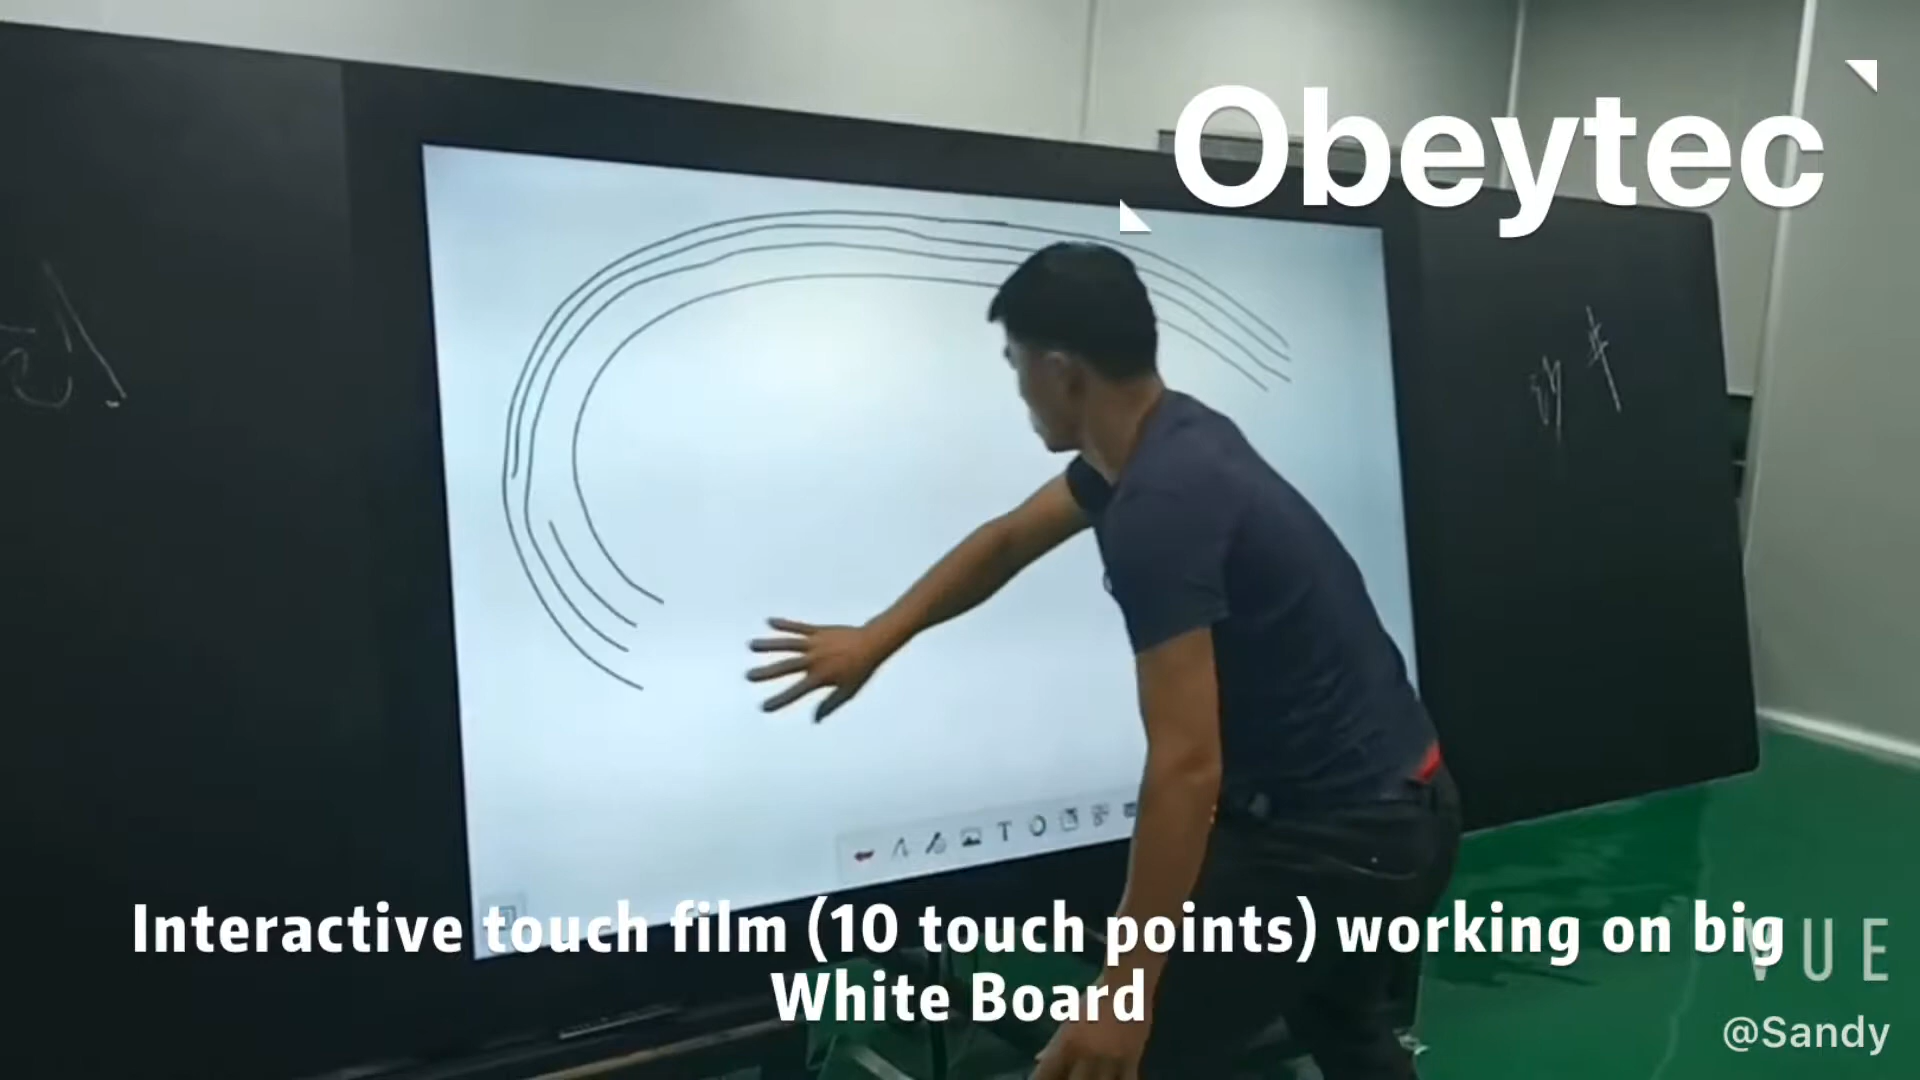 Obeytec
Interactive touch film (10 touch points) working on big
White Board
VUE
@Sandy